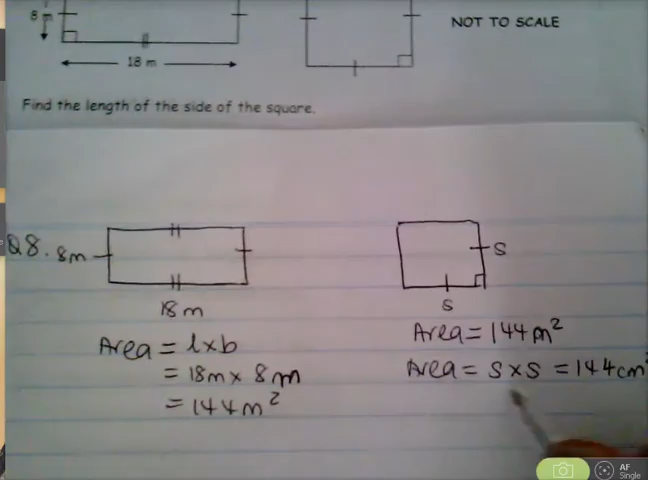 8 m
18 m
NOT TO SCALE
Find the length of the side of the square.
Q8. 8m
18m
s
s
Area = l x b
= 18m x 8m
= 144m²
Area = 144m²
Area = s x s = 144cm²
AF
Single